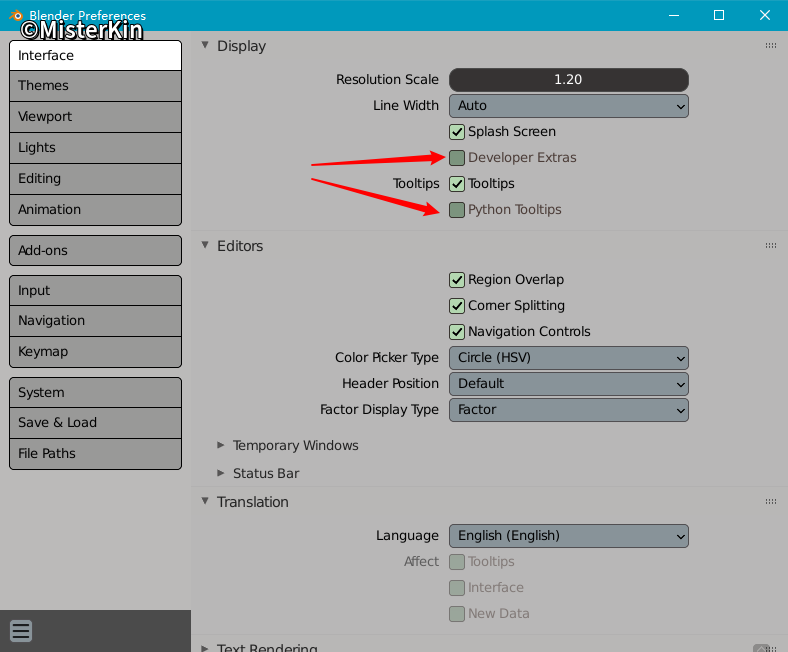 Blender Preferences
©MisterKin
Interface
Themes
Viewport
Lights
Editing
Animation
Add-ons
Input
Navigation
Keymap
System
Save & Load
File Paths
Display
Resolution Scale 1.20
Line Width Auto
Splash Screen
Developer Extras
Tooltips Tooltips
Python Tooltips
Editors
Region Overlap
Corner Splitting
Navigation Controls
Color Picker Type Circle (HSV)
Header Position Default
Factor Display Type Factor
Temporary Windows
Status Bar
Translation
Language English (English)
Affect Tooltips
Interface
New Data
Text Rendering